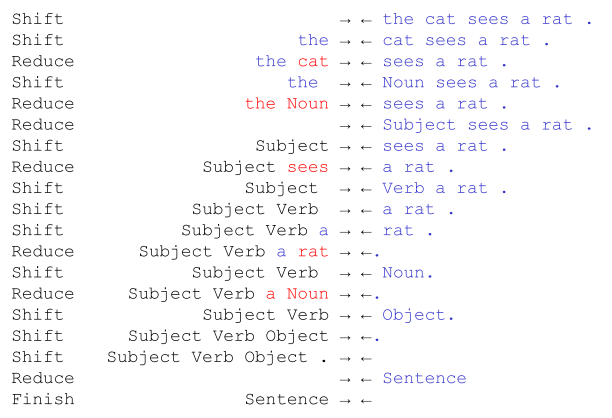 Shift → ← the cat sees a rat .
Shift the → ← cat sees a rat .
Reduce the cat → ← sees a rat .
Shift the → ← Noun sees a rat .
Reduce the Noun → ← sees a rat .
Reduce → ← Subject sees a rat .
Shift Subject → ← sees a rat .
Reduce Subject sees → ← a rat .
Shift Subject → ← Verb a rat .
Shift Subject Verb → ← a rat .
Shift Subject Verb a → ← rat .
Reduce Subject Verb a rat → ←.
Shift Subject Verb → ← Noun.
Reduce Subject Verb a Noun → ←.
Shift Subject Verb → ← Object.
Shift Subject Verb Object → ←.
Shift Subject Verb Object . → ←
Reduce → ← Sentence
Finish Sentence → ←